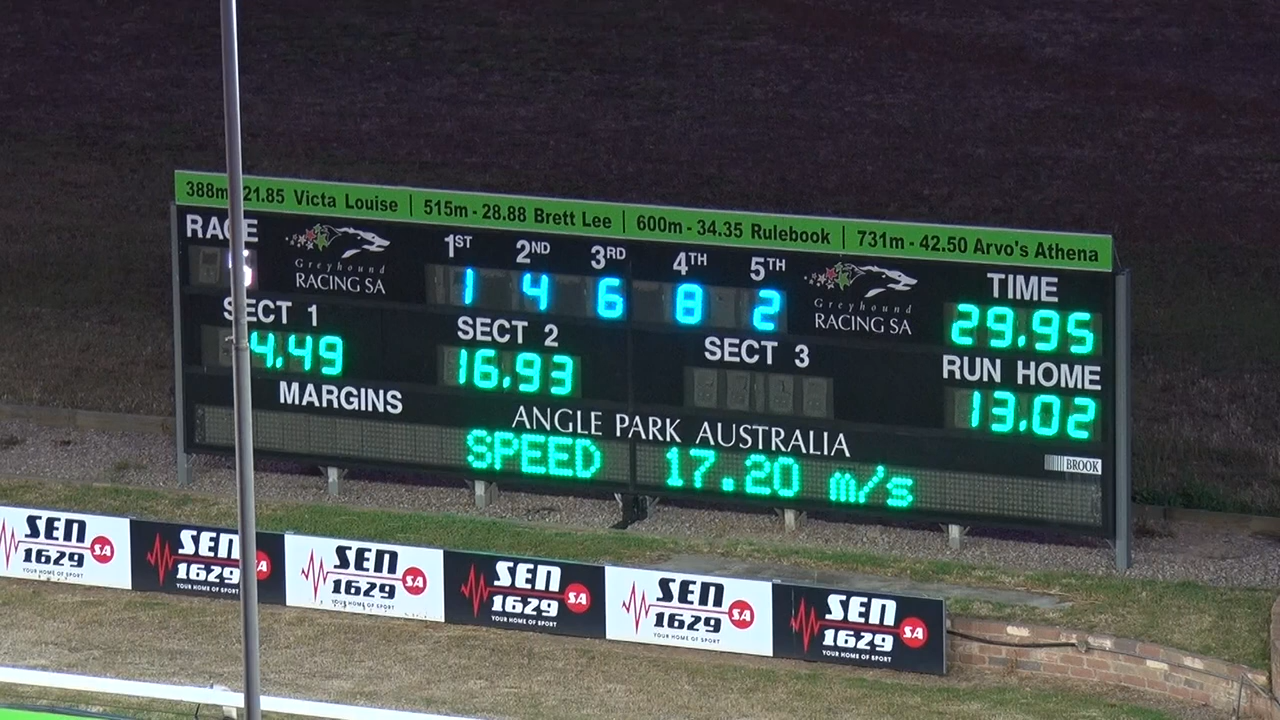 388m 21.85 Victa Louise | 515m - 28.88 Brett Lee | 600m - 34.35 Rulebook | 731m - 42.50 Arvo's Athena
RACE
Greyhound
RACING SA
1ST 2ND 3RD 4TH 5TH
1 4 6 8 2
Greyhound
RACING SA
TIME
29.95
SECT 1
4.49
SECT 2
16.93
SECT 3
RUN HOME
13.02
MARGINS
ANGLE PARK AUSTRALIA
SPEED 17.20 m/s
BROOK
SEN
1629 SA
YOUR HOME OF SPORT
SEN
1629 SA
YOUR HOME OF SPORT
SEN
1629 SA
YOUR HOME OF SPORT
SEN
1629 SA
YOUR HOME OF SPORT
SEN
1629 SA
YOUR HOME OF SPORT
SEN
1629 SA
YOUR HOME OF SPORT